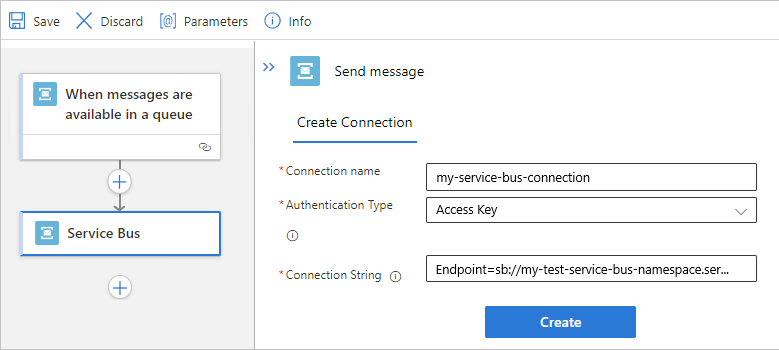 Save Discard [@] Parameters Info
When messages are
available in a queue
Service Bus
Send message
Create Connection
*Connection name my-service-bus-connection
*Authentication Type Access Key
*Connection String Endpoint=sb://my-test-service-bus-namespace.ser...
Create